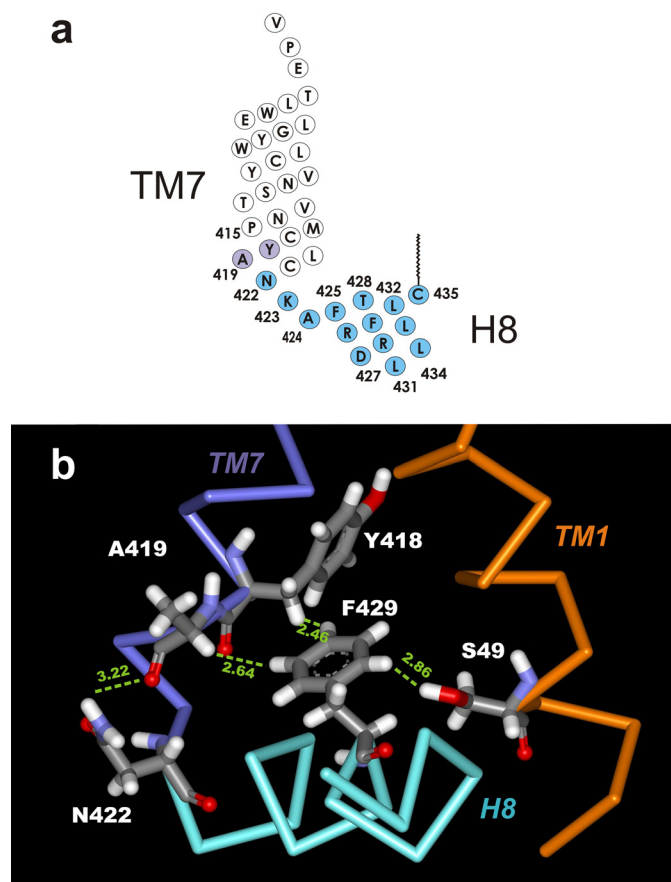 a
V
P
E
E W L T
W Y G L
Y C L
T S N V
TM7
415 P N V
C M
419 A Y C L
422 N
423 K
424 A
425 F 428 T 432 L C 435
R F L
427 D R L 434
L 431
H8
b
TM7
A419
Y418
TM1
F429
2.46
S49
2.86
2.64
3.22
N422
H8